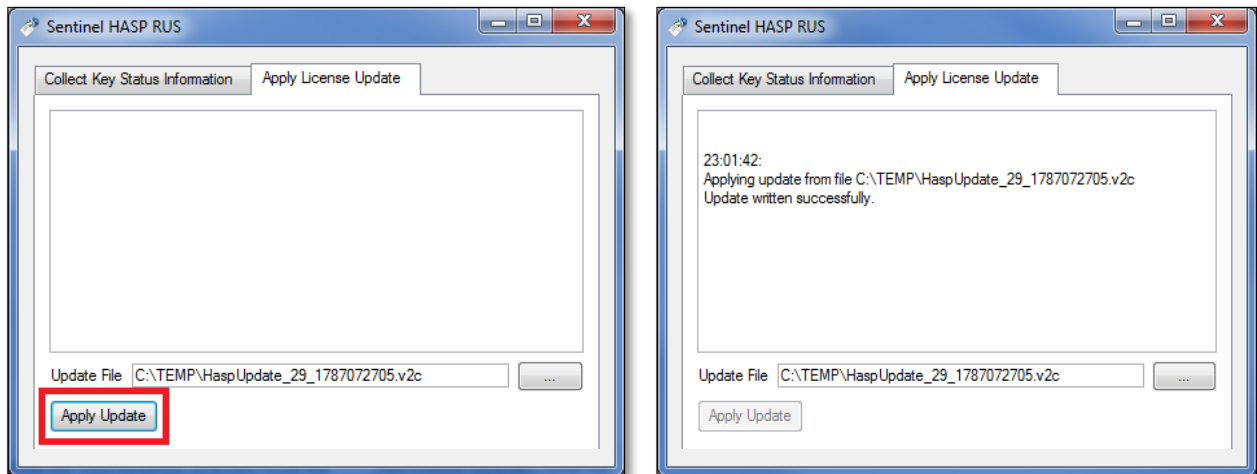 Sentinel HASP RUS
Collect Key Status Information
Apply License Update
Update File C:\TEMP\HaspUpdate_29_1787072705.v2c ...
Apply Update
Sentinel HASP RUS
Collect Key Status Information
Apply License Update
23:01:42:
Applying update from file C:\TEMP\HaspUpdate_29_1787072705.v2c
Update written successfully.
Update File C:\TEMP\HaspUpdate_29_1787072705.v2c ...
Apply Update